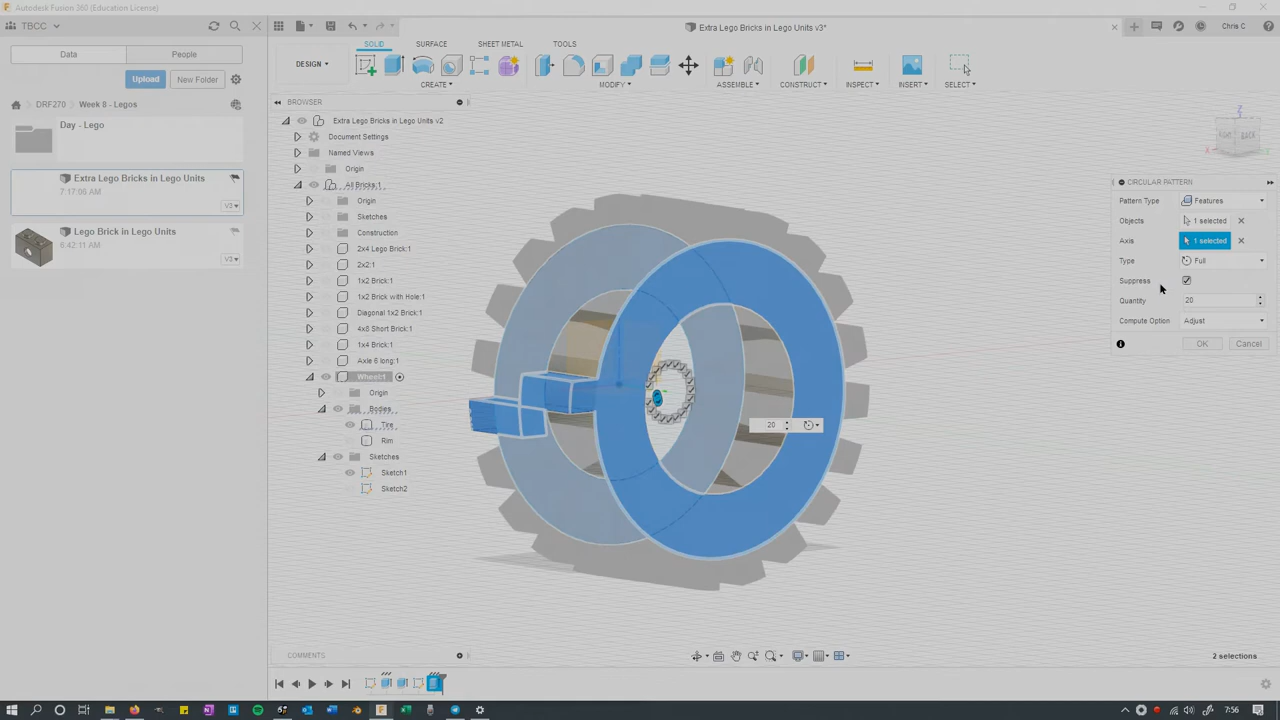 Autodesk Fusion 360 (Education License)
TBCC
Extra Lego Bricks in Lego Units v3*
Chris C
Data
People
Upload
New Folder
DRF270
Week 8 - Legos
Day - Lego
Extra Lego Bricks in Lego Units
7:17:06 AM
V2
Lego Brick in Lego Units
6:42:11 AM
V3
DESIGN
SOLID
SURFACE
SHEET METAL
TOOLS
CREATE
MODIFY
ASSEMBLE
CONSTRUCT
INSPECT
INSERT
SELECT
BROWSER
Extra Lego Bricks in Lego Units v2
Document Settings
Named Views
Origin
All Bricks:1
Origin
Sketches
Construction
2x4 Lego Brick:1
2x2:1
1x2 Brick:1
1x2 Brick with Hole:1
Diagonal 1x2 Brick:1
4x8 Short Brick:1
1x4 Brick:1
Axle 6 long:1
Wheel:1
Origin
Bodies
Tire
Rim
Sketches
Sketch1
Sketch2
20
Z
RIGHT
BACK
X
CIRCULAR PATTERN
Pattern Type
Features
Objects
1 selected
Axis
1 selected
Type
Full
Suppress
Quantity
20
Compute Option
Adjust
OK
Cancel
COMMENTS
2 selections
7:56